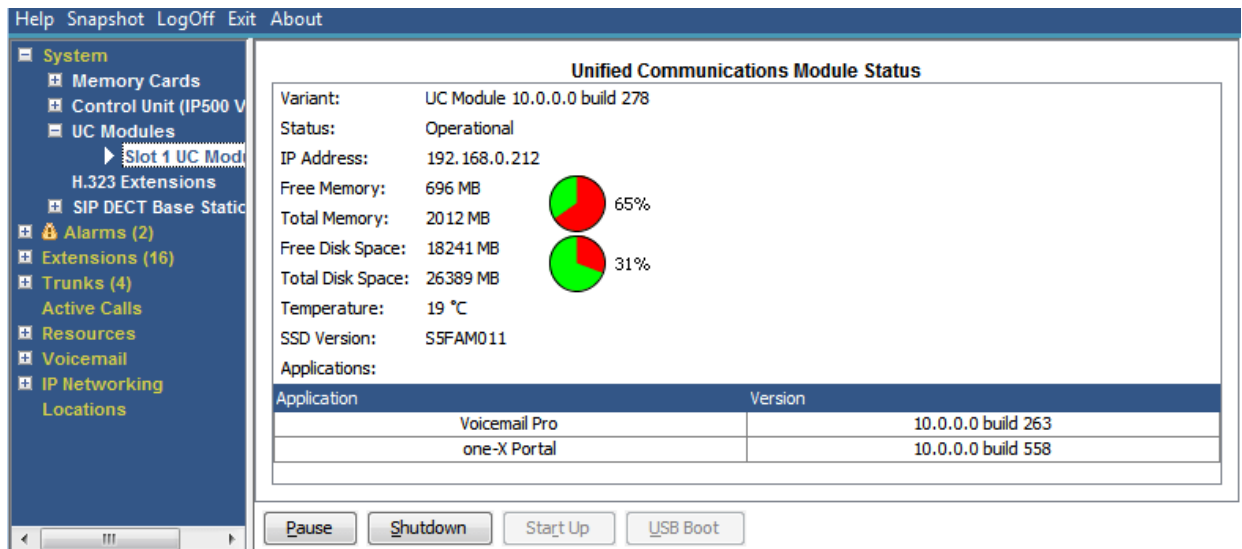 Help Snapshot LogOff Exit About
System
Memory Cards
Control Unit (IP500 V
UC Modules
Slot 1 UC Modu
H.323 Extensions
SIP DECT Base Static
Alarms (2)
Extensions (16)
Trunks (4)
Active Calls
Resources
Voicemail
IP Networking
Locations
Unified Communications Module Status
Variant: UC Module 10.0.0.0 build 278
Status: Operational
IP Address: 192.168.0.212
Free Memory: 696 MB
65%
Total Memory: 2012 MB
Free Disk Space: 18241 MB
31%
Total Disk Space: 26389 MB
Temperature: 19 °C
SSD Version: S5FAM011
Applications:
Application Version
Voicemail Pro 10.0.0.0 build 263
one-X Portal 10.0.0.0 build 558
Pause Shutdown Start Up USB Boot